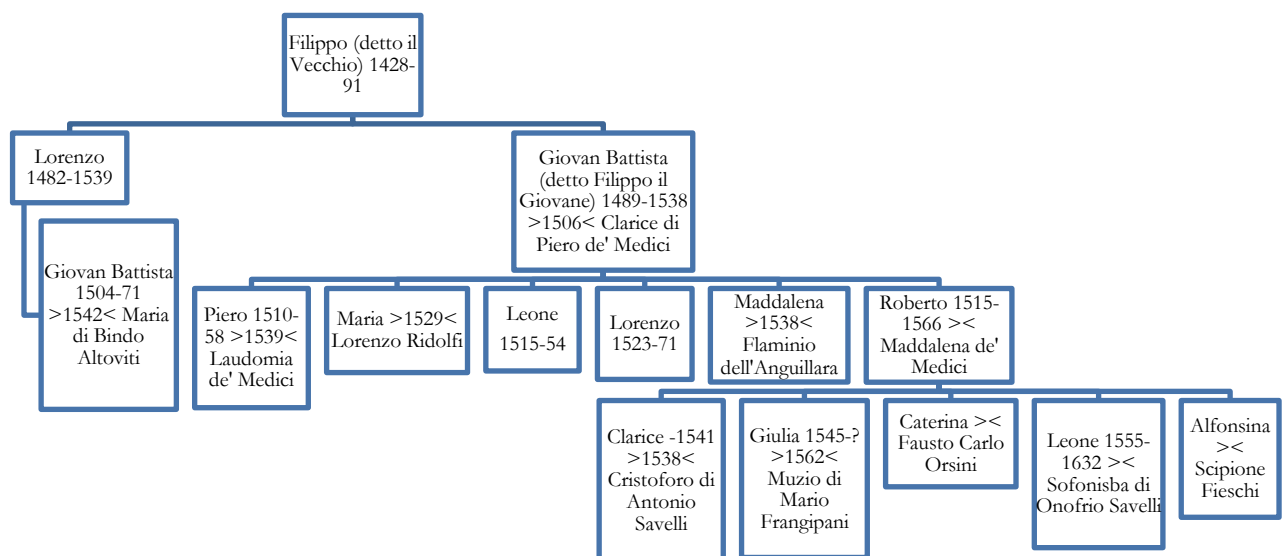 Filippo (detto il
Vecchio) 1428-
91
Lorenzo
1482-1539
Giovan Battista
(detto Filippo il
Giovane) 1489-1538
>1506< Clarice di
Piero de' Medici
Giovan Battista
1504-71
>1542< Maria
di Bindo
Altoviti
Piero 1510-
58 >1539<
Laudomia
de' Medici
Maria >1529<
Lorenzo Ridolfi
Leone
1515-54
Lorenzo
1523-71
Maddalena
>1538<
Flaminio
dell'Anguillara
Roberto 1515-
1566 ><
Maddalena de'
Medici
Clarice -1541
>1538<
Cristoforo di
Antonio
Savelli
Giulia 1545-?
>1562<
Muzio di
Mario
Frangipani
Caterina ><
Fausto Carlo
Orsini
Leone 1555-
1632 ><
Sofonisba di
Onofrio Savelli
Alfonsina
><
Scipione
Fieschi